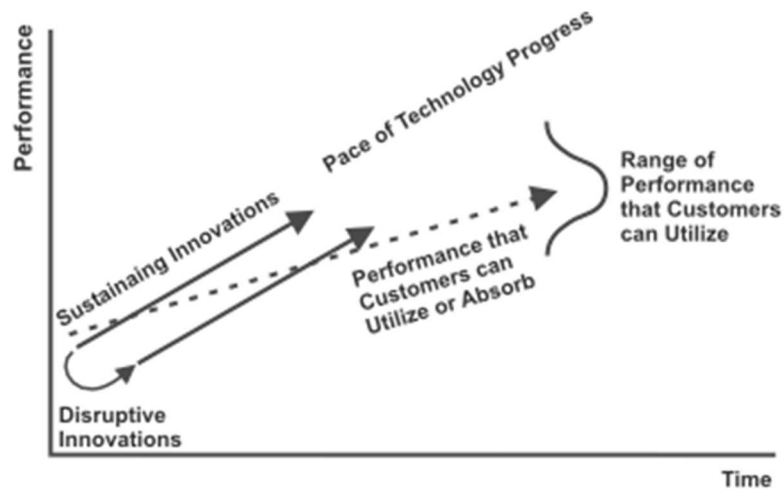 Performance
Pace of Technology Progress
Sustainaing Innovations
Range of
Performance
that Customers
can Utilize
Performance that
Customers can
Utilize or Absorb
Disruptive
Innovations
Time